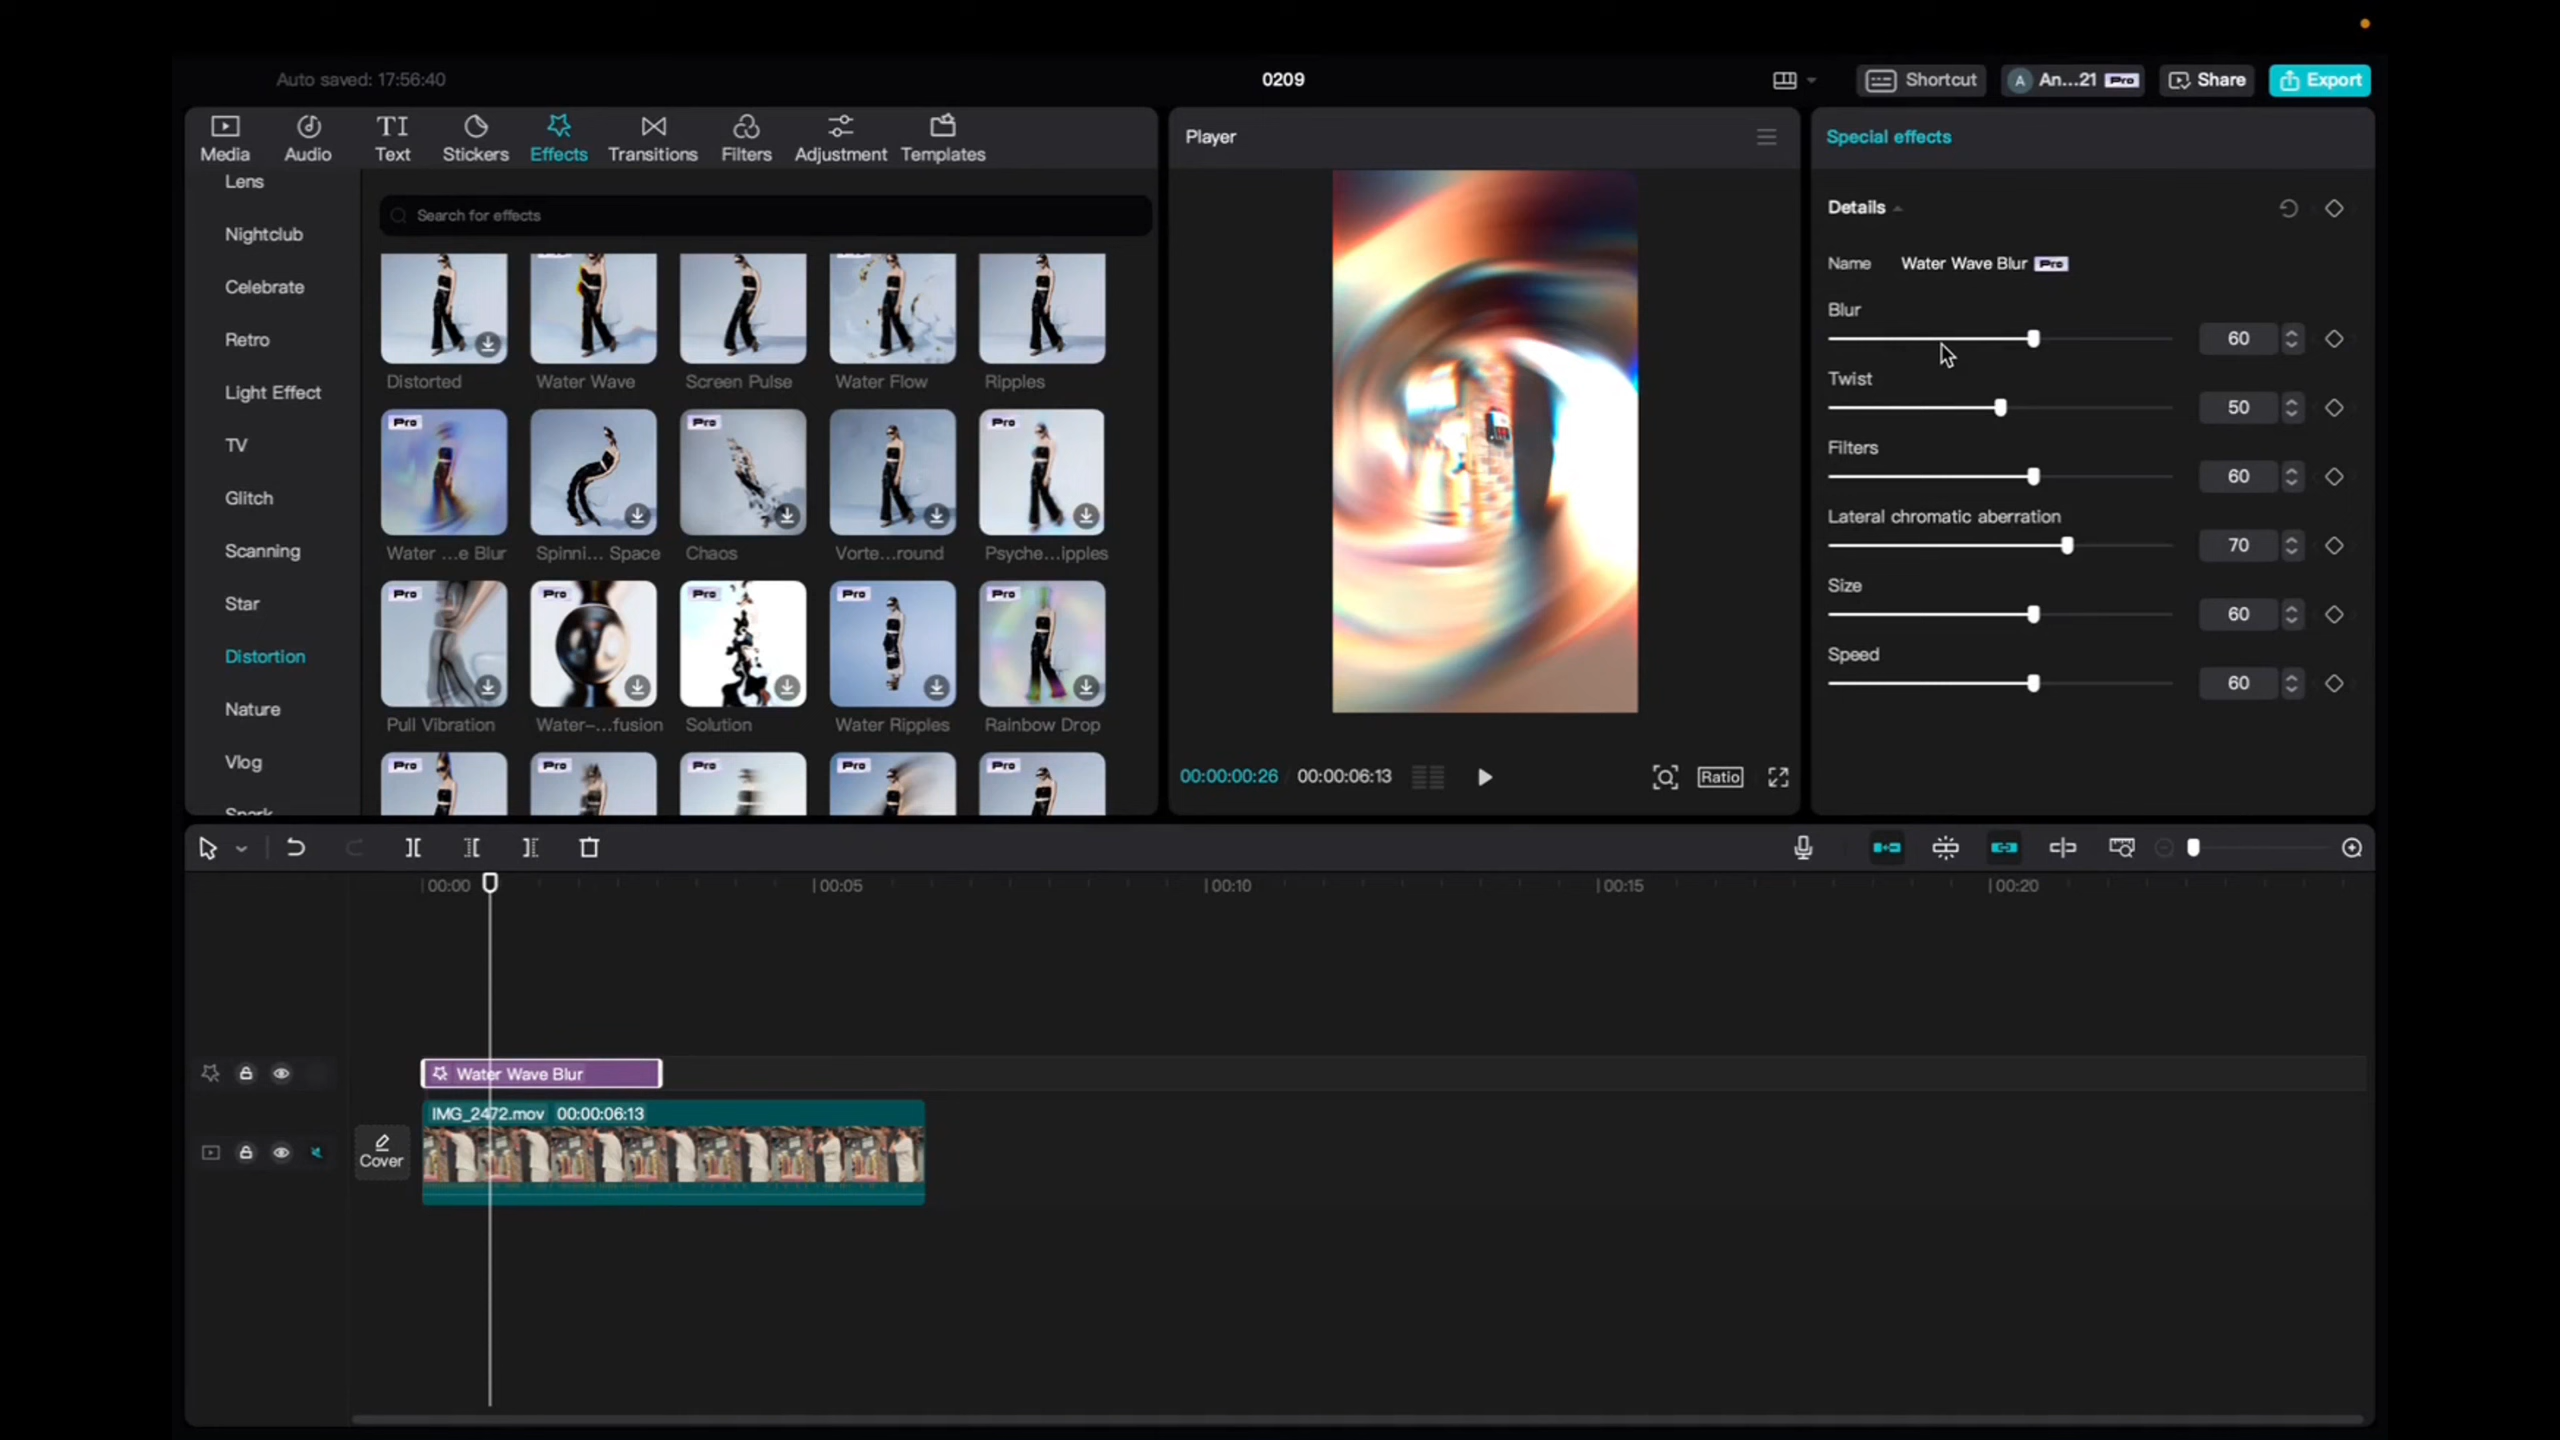 Auto saved: 17:56:40
0209
Shortcut
A An...21 Pro
Share
Export
Media
Audio
TI
Text
Stickers
Effects
Transitions
Filters
Adjustment
Templates
Player
Special effects
Lens
Nightclub
Celebrate
Retro
Light Effect
TV
Glitch
Scanning
Star
Distortion
Nature
Vlog
Spark
Search for effects
Distorted
Water Wave
Screen Pulse
Water Flow
Ripples
Pro
Pro
Pro
Water ...e Blur
Spinni... Space
Chaos
Vorte...round
Psyche...ipples
Pro
Pro
Pro
Pro
Pro
Pull Vibration
Water-...fusion
Solution
Water Ripples
Rainbow Drop
Pro
Pro
Pro
Pro
Pro
00:00:00:26 00:00:06:13
Ratio
Details
Name Water Wave Blur Pro
Blur
60
Twist
50
Filters
60
Lateral chromatic aberration
70
Size
60
Speed
60
00:00
00:05
00:10
00:15
00:20
Water Wave Blur
IMG_2472.mov 00:00:06:13
Cover